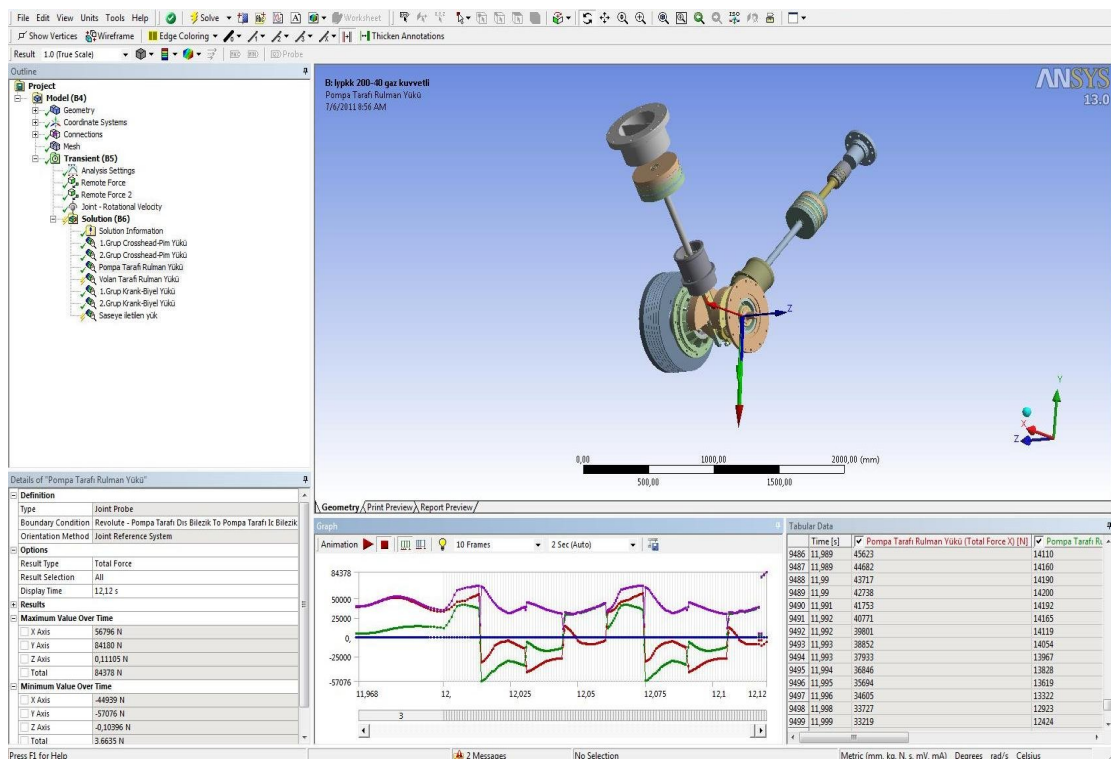 File Edit View Units Tools Help Solve Worksheet
Show Vertices Wireframe Edge Coloring Thicken Annotations
Result 1.0 (True Scale) Probe
Outline
Project
Model (B4)
Geometry
Coordinate Systems
Connections
Mesh
Transient (B5)
Analysis Settings
Remote Force
Remote Force 2
Joint - Rotational Velocity
Solution (B6)
Solution Information
1.Grup Crosshead-Pim Yükü
2.Grup Crosshead-Pim Yükü
Pompa Tarafı Rulman Yükü
Volan Tarafı Rulman Yükü
1.Grup Krank-Biyel Yükü
2.Grup Krank-Biyel Yükü
Saseye iletilen yük
B: lypkk 200-40 gaz kuvvetli
Pompa Tarafı Rulman Yükü
7/6/2011 8:56 AM
ANSYS
13.0
Z
Y
X
Z
0,00 1000,00 2000,00 (mm)
500,00 1500,00
Geometry Print Preview Report Preview
Details of "Pompa Tarafı Rulman Yükü"
Definition
Type Joint Probe
Boundary Condition Revolute - Pompa Tarafı Dıs Bilezik To Pompa Tarafı Ic Bilezik
Orientation Method Joint Reference System
Options
Result Type Total Force
Result Selection All
Display Time 12,12 s
Results
Maximum Value Over Time
X Axis 56796 N
Y Axis 84180 N
Z Axis 0,11105 N
Total 84378 N
Minimum Value Over Time
X Axis -44939 N
Y Axis -57076 N
Z Axis -0,10396 N
Total 3,6635 N
Graph
Animation 10 Frames 2 Sec (Auto)
84378
50000
25000
0,
-25000
-57076
11,968 12, 12,025 12,05 12,075 12,1 12,12
3
Tabular Data
Time [s] Pompa Tarafı Rulman Yükü (Total Force X) [N] Pompa Tarafı Ru
9486 11,989 45623 14110
9487 11,989 44682 14160
9488 11,99 43717 14190
9489 11,99 42738 14200
9490 11,991 41753 14192
9491 11,992 40771 14165
9492 11,992 39801 14119
9493 11,993 38852 14054
9494 11,993 37933 13967
9495 11,994 36846 13828
9496 11,995 35694 13619
9497 11,996 34605 13322
9498 11,998 33727 12923
9499 11,999 33219 12424
Press F1 for Help 2 Messages No Selection Metric (mm, kg, N, s, mV, mA) Degrees rad/s Celsius